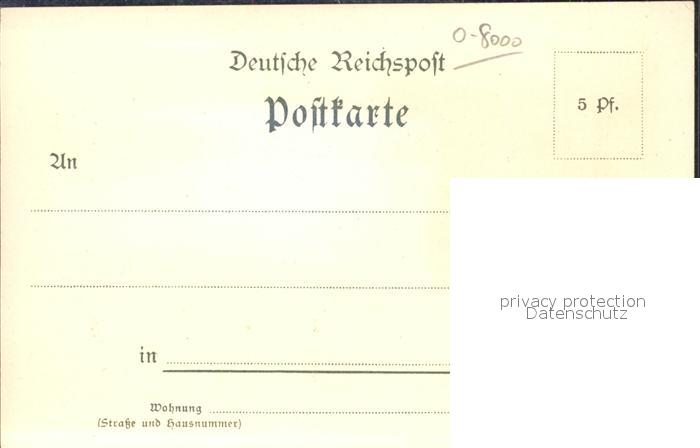 0-8000
Deutsche Reichspost
Postkarte
5 Pf.
An
privacy protection
Datenschutz
in
Wohnung
(Straße und Hausnummer)